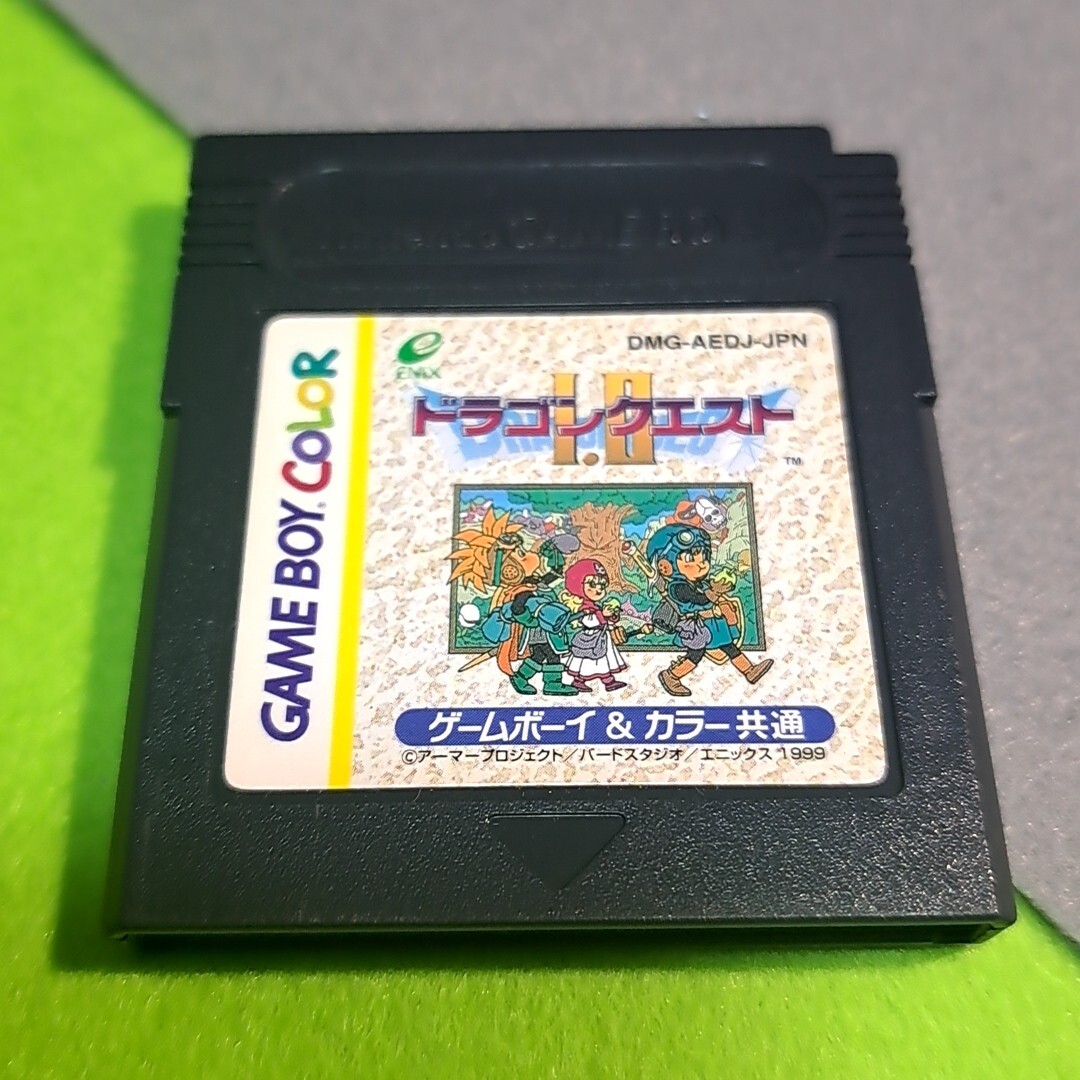 GAME BOY COLOR
ENIX
DMG-AEDJ-JPN
ドラゴンクエスト
I・II
TM
ゲームボーイ & カラー共通
©アーマープロジェクト/バードスタジオ/エニックス 1999